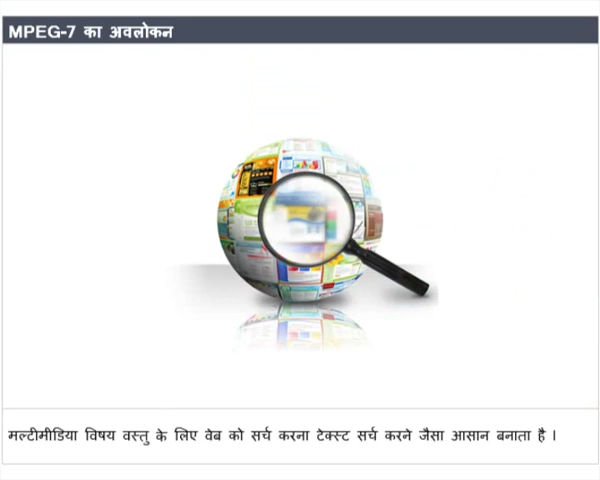 MPEG-7 का अवलोकन
मल्टीमीडिया विषय वस्तु के लिए वेब को सर्च करना टेक्स्ट सर्च करने जैसा आसान बनाता है ।